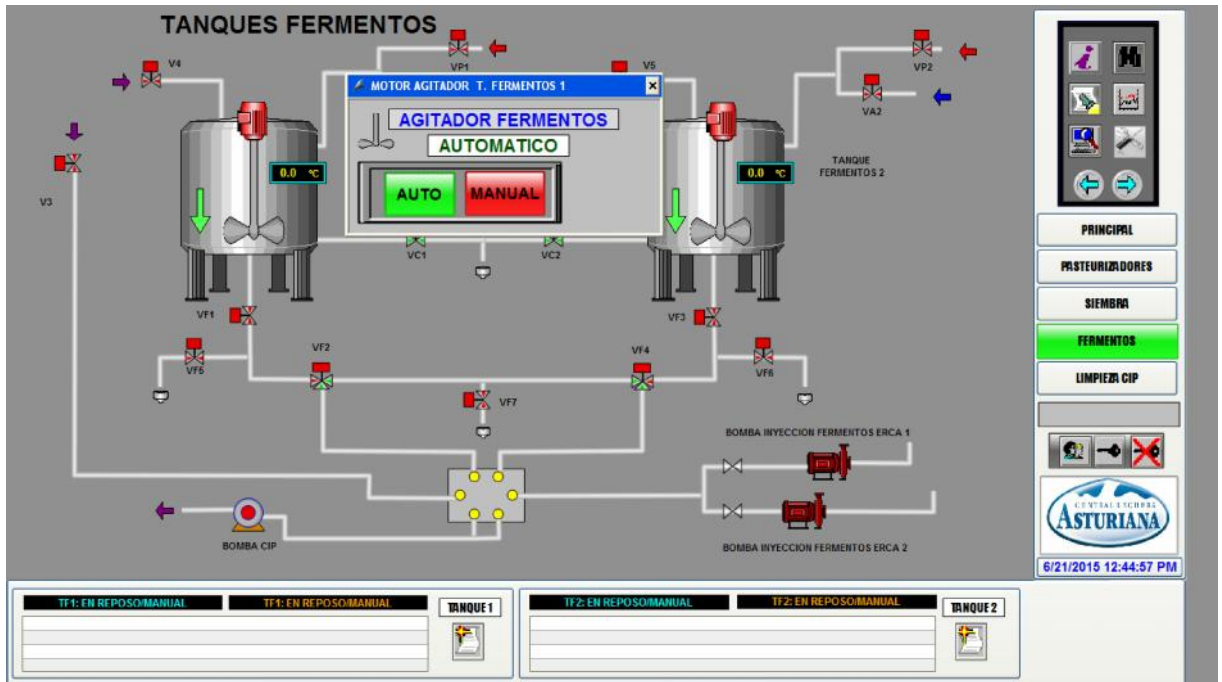 TANQUES FERMENTOS
V4
VP1
V5
VP2
VA2
V3
MOTOR AGITADOR T. FERMENTOS 1
AGITADOR FERMENTOS
AUTOMATICO
AUTO
MANUAL
0.0 ºC
0.0 ºC
TANQUE
FERMENTOS 2
VC1
VC2
VF1
VF3
VF5
VF2
VF4
VF6
VF7
BOMBA INYECCION FERMENTOS ERCA 1
BOMBA CIP
BOMBA INYECCION FERMENTOS ERCA 2
PRINCIPAL
PASTEURIZADORES
SIEMBRA
FERMENTOS
LIMPIEZA CIP
CENTRAL LECHERA
ASTURIANA
6/21/2015 12:44:57 PM
TF1: EN REPOSO/MANUAL
TF1: EN REPOSO/MANUAL
TANQUE 1
TF2: EN REPOSO/MANUAL
TF2: EN REPOSO/MANUAL
TANQUE 2